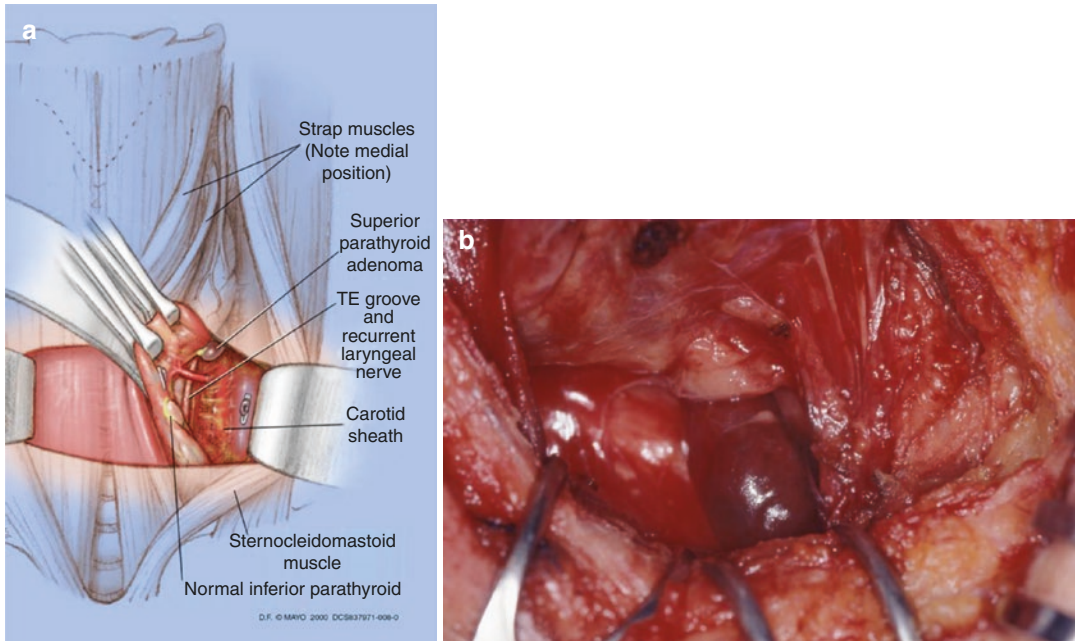 a
Strap muscles
(Note medial
position)
Superior
parathyroid
adenoma
TE groove
and
recurrent
laryngeal
nerve
Carotid
sheath
Sternocleidomastoid
muscle
Normal inferior parathyroid
D.F. © MAYO 2000 DCS837971-008-0
b